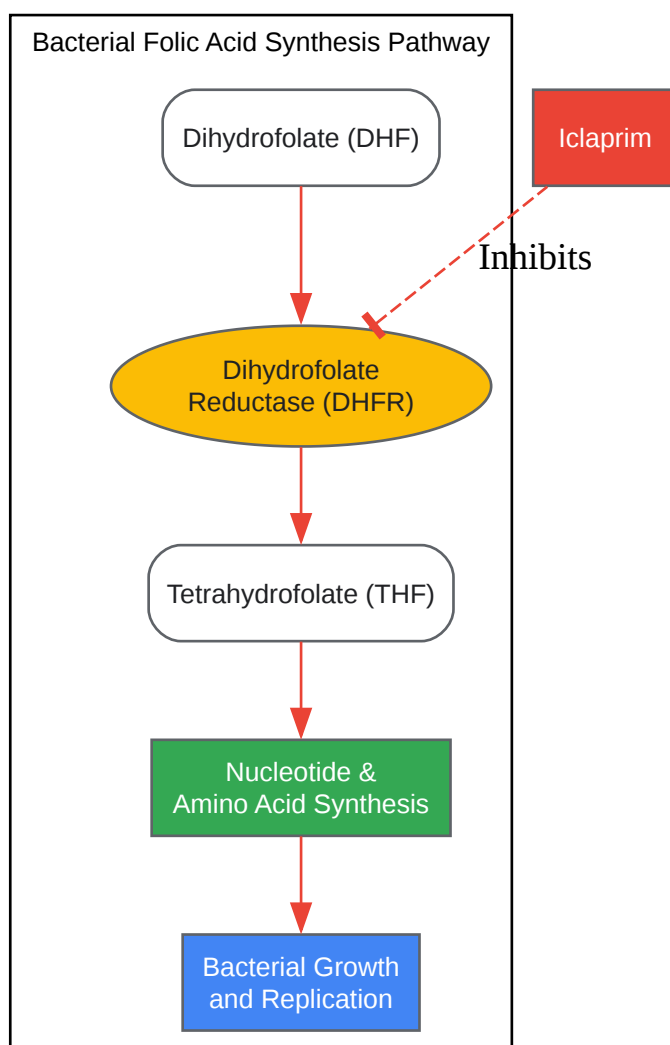 Bacterial Folic Acid Synthesis Pathway
Dihydrofolate (DHF)
Iclaprim
Inhibits
Dihydrofolate
Reductase (DHFR)
Tetrahydrofolate (THF)
Nucleotide &
Amino Acid Synthesis
Bacterial Growth
and Replication